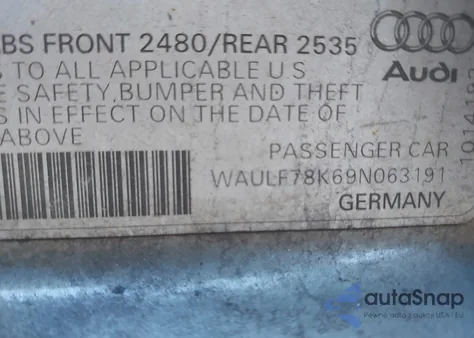 BS FRONT 2480/REAR 2535
TO ALL APPLICABLE U S
SAFETY, BUMPER AND THEFT
IN EFFECT ON THE DATE OF
ABOVE
Audi
PASSENGER CAR
WAULF78K69N063191
GERMANY
autaSnap